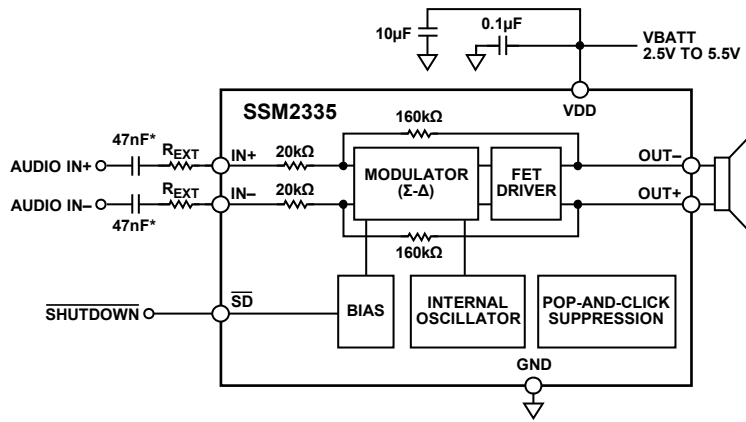 10µF
0.1µF
VBATT
2.5V TO 5.5V
SSM2335
VDD
160kΩ
47nF*
REXT
IN+
20kΩ
AUDIO IN+
MODULATOR
(Σ-Δ)
FET
DRIVER
OUT–
REXT
IN–
20kΩ
AUDIO IN–
OUT+
47nF*
160kΩ
SHUTDOWN
SD
BIAS
INTERNAL
OSCILLATOR
POP-AND-CLICK
SUPPRESSION
GND